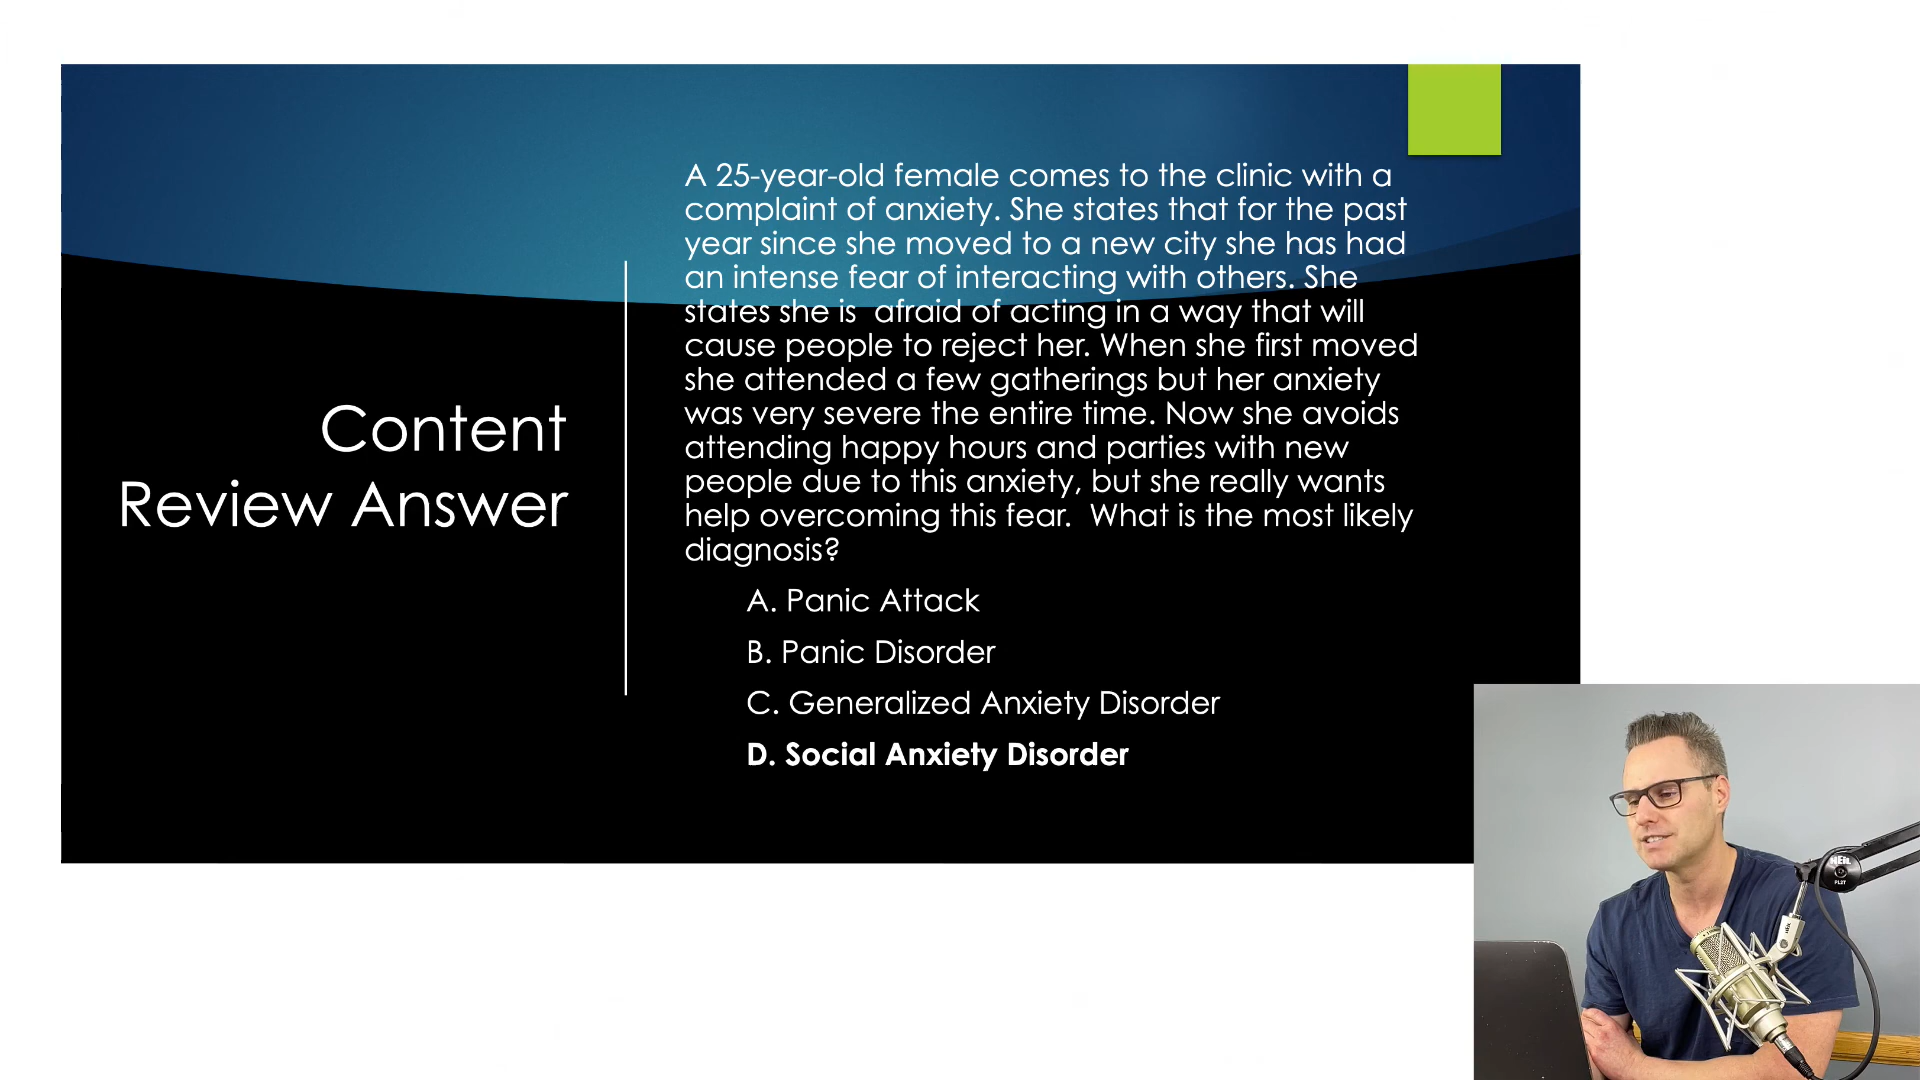 Content
Review Answer
A 25-year-old female comes to the clinic with a
complaint of anxiety. She states that for the past
year since she moved to a new city she has had
an intense fear of interacting with others. She
states she is  afraid of acting in a way that will
cause people to reject her. When she first moved
she attended a few gatherings but her anxiety
was very severe the entire time. Now she avoids
attending happy hours and parties with new
people due to this anxiety, but she really wants
help overcoming this fear.  What is the most likely
diagnosis?
A. Panic Attack
B. Panic Disorder
C. Generalized Anxiety Disorder
D. Social Anxiety Disorder
HEiL
PL2T